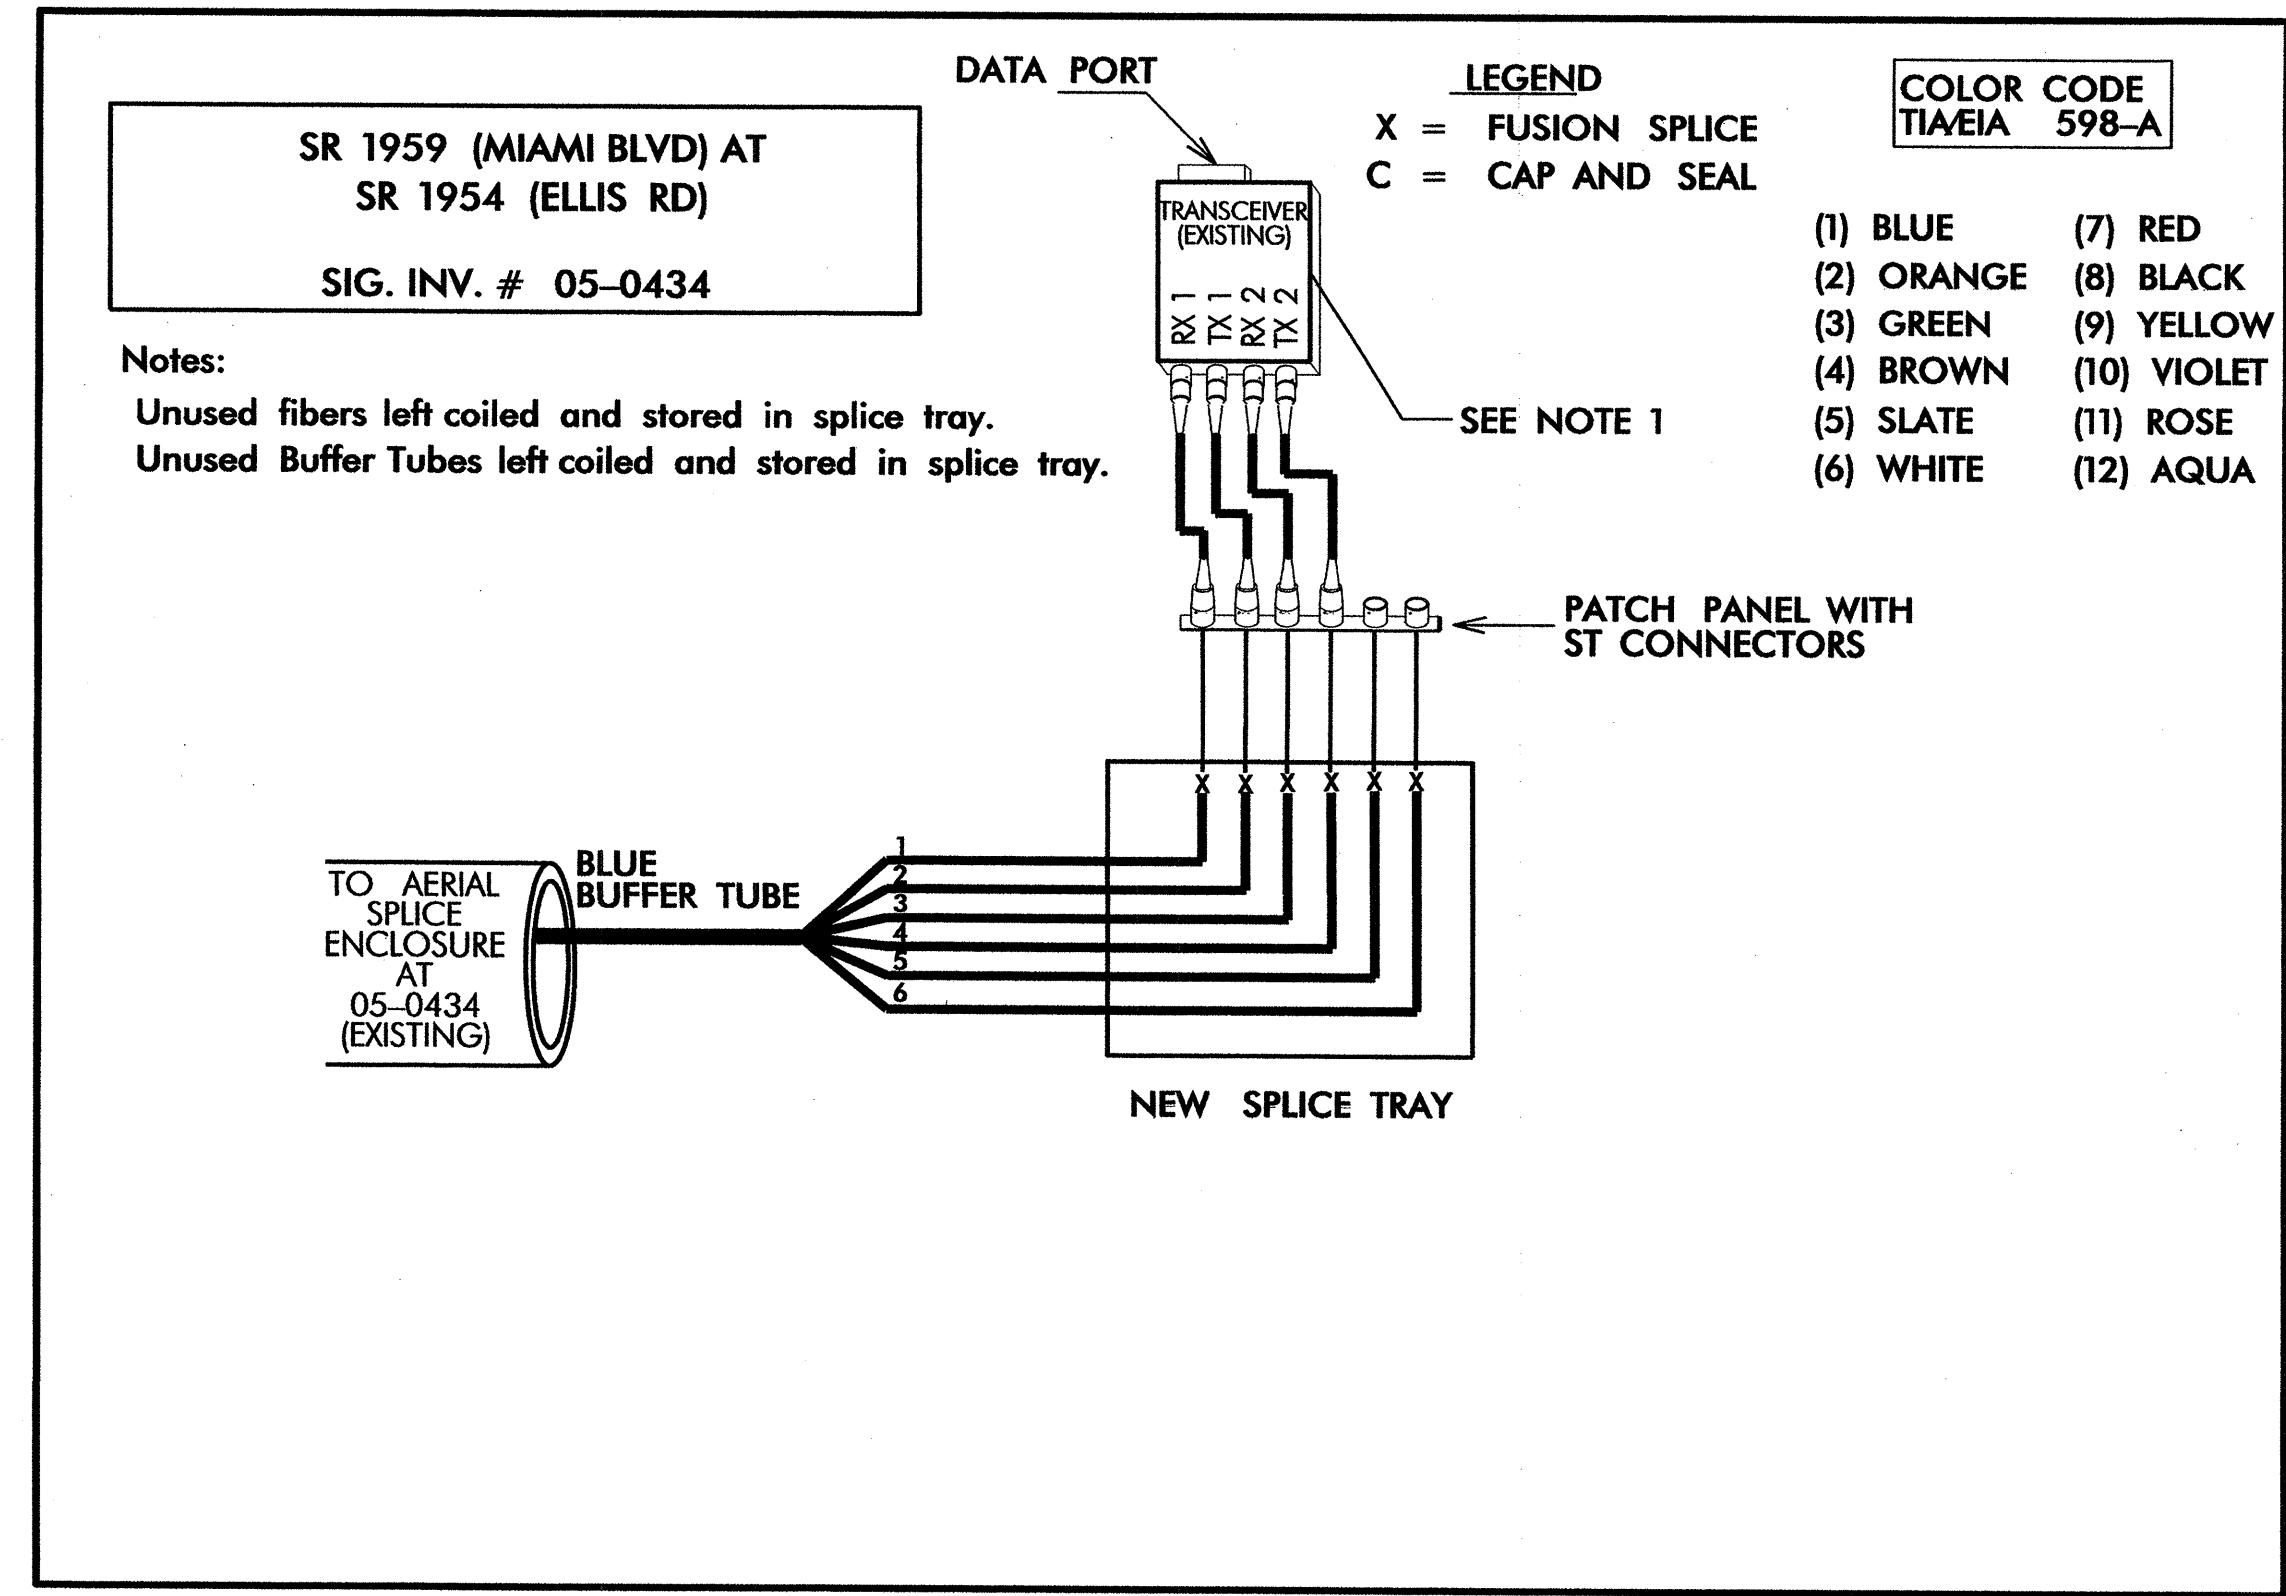 DATA PORT
LEGEND
X = FUSION SPLICE
C = CAP AND SEAL
COLOR CODE
TIA/EIA 598-A
SR 1959 (MIAMI BLVD) AT
SR 1954 (ELLIS RD)
SIG. INV. # 05-0434
Notes:
Unused fibers left coiled and stored in splice tray.
Unused Buffer Tubes left coiled and stored in splice tray.
TRANSCEIVER
(EXISTING)
RX 1
TX 1
RX 2
TX 2
SEE NOTE 1
(1) BLUE
(2) ORANGE
(3) GREEN
(4) BROWN
(5) SLATE
(6) WHITE
(7) RED
(8) BLACK
(9) YELLOW
(10) VIOLET
(11) ROSE
(12) AQUA
PATCH PANEL WITH
ST CONNECTORS
X X X X X X
BLUE
BUFFER TUBE
1
2
3
4
5
6
TO AERIAL
SPLICE
ENCLOSURE
AT
05-0434
(EXISTING)
NEW SPLICE TRAY